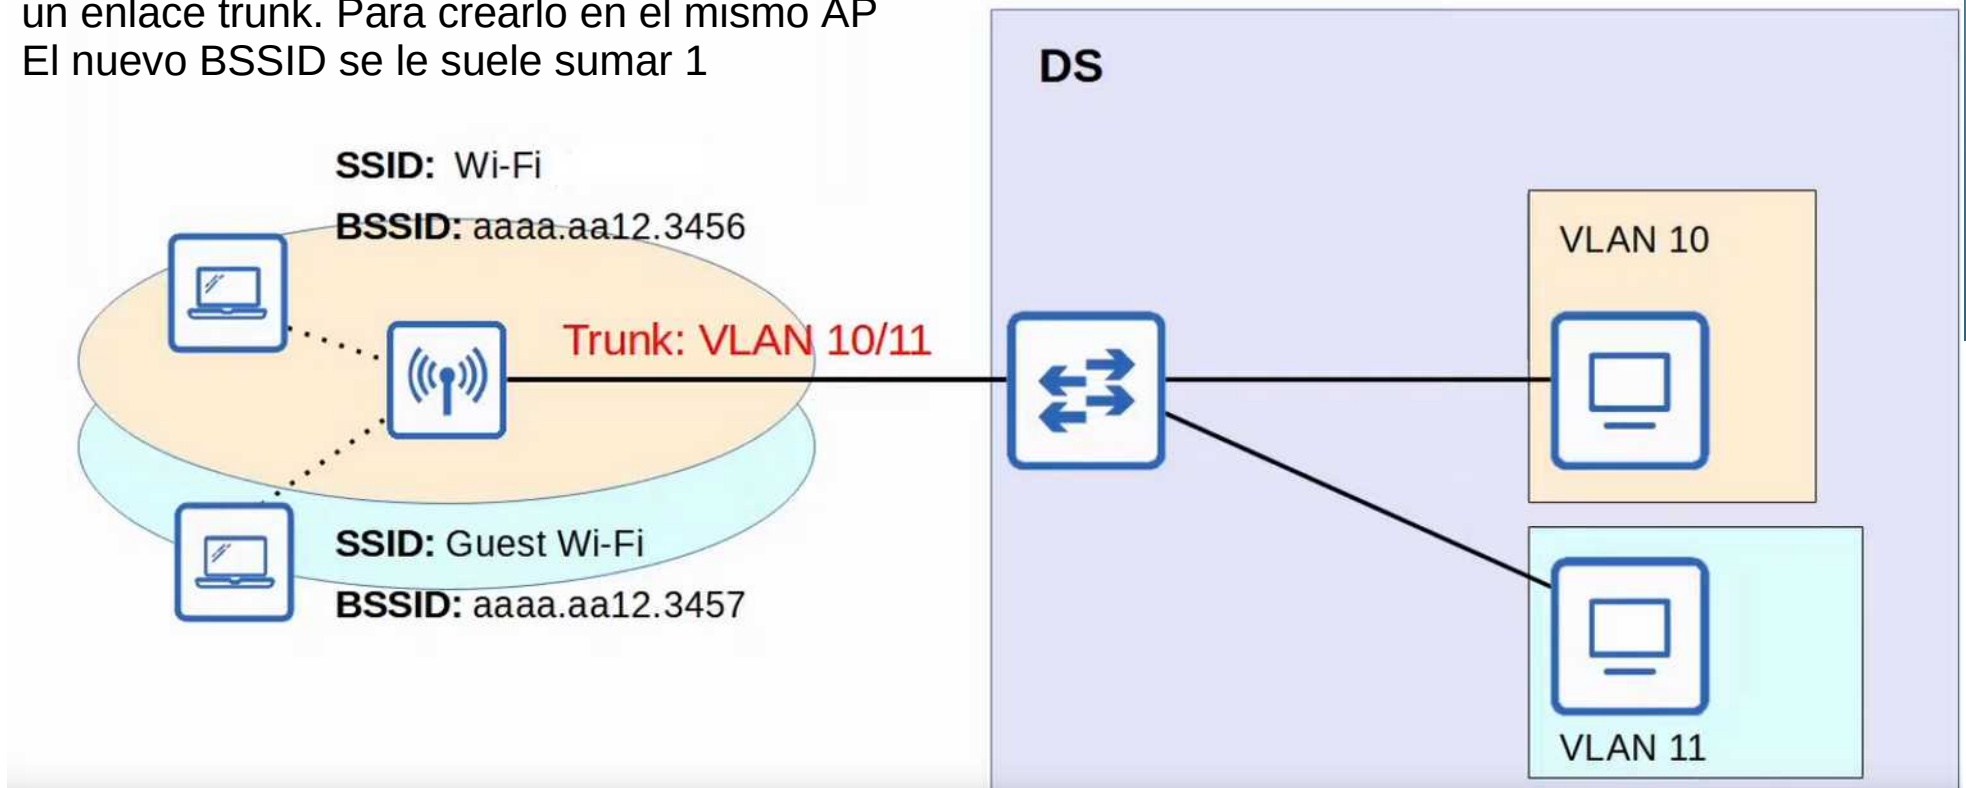 un enlace trunk. Para crearlo en el mismo AP
El nuevo BSSID se le suele sumar 1
DS
SSID: Wi-Fi
BSSID: aaaa.aa12.3456
VLAN 10
Trunk: VLAN 10/11
SSID: Guest Wi-Fi
BSSID: aaaa.aa12.3457
VLAN 11